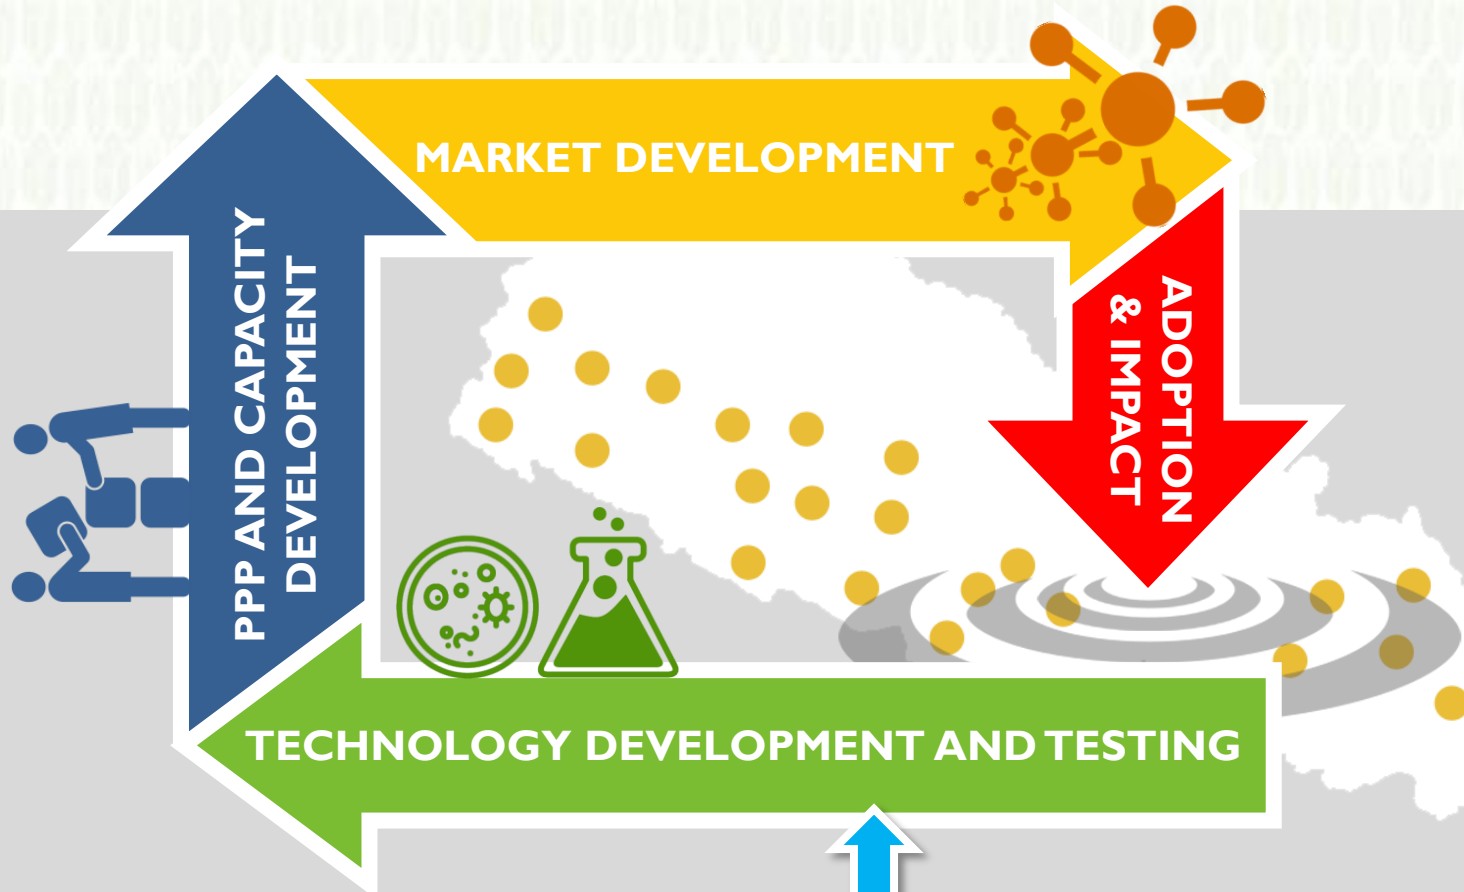 MARKET DEVELOPMENT
PPP AND CAPACITY
DEVELOPMENT
ADOPTION
& IMPACT
TECHNOLOGY DEVELOPMENT AND TESTING